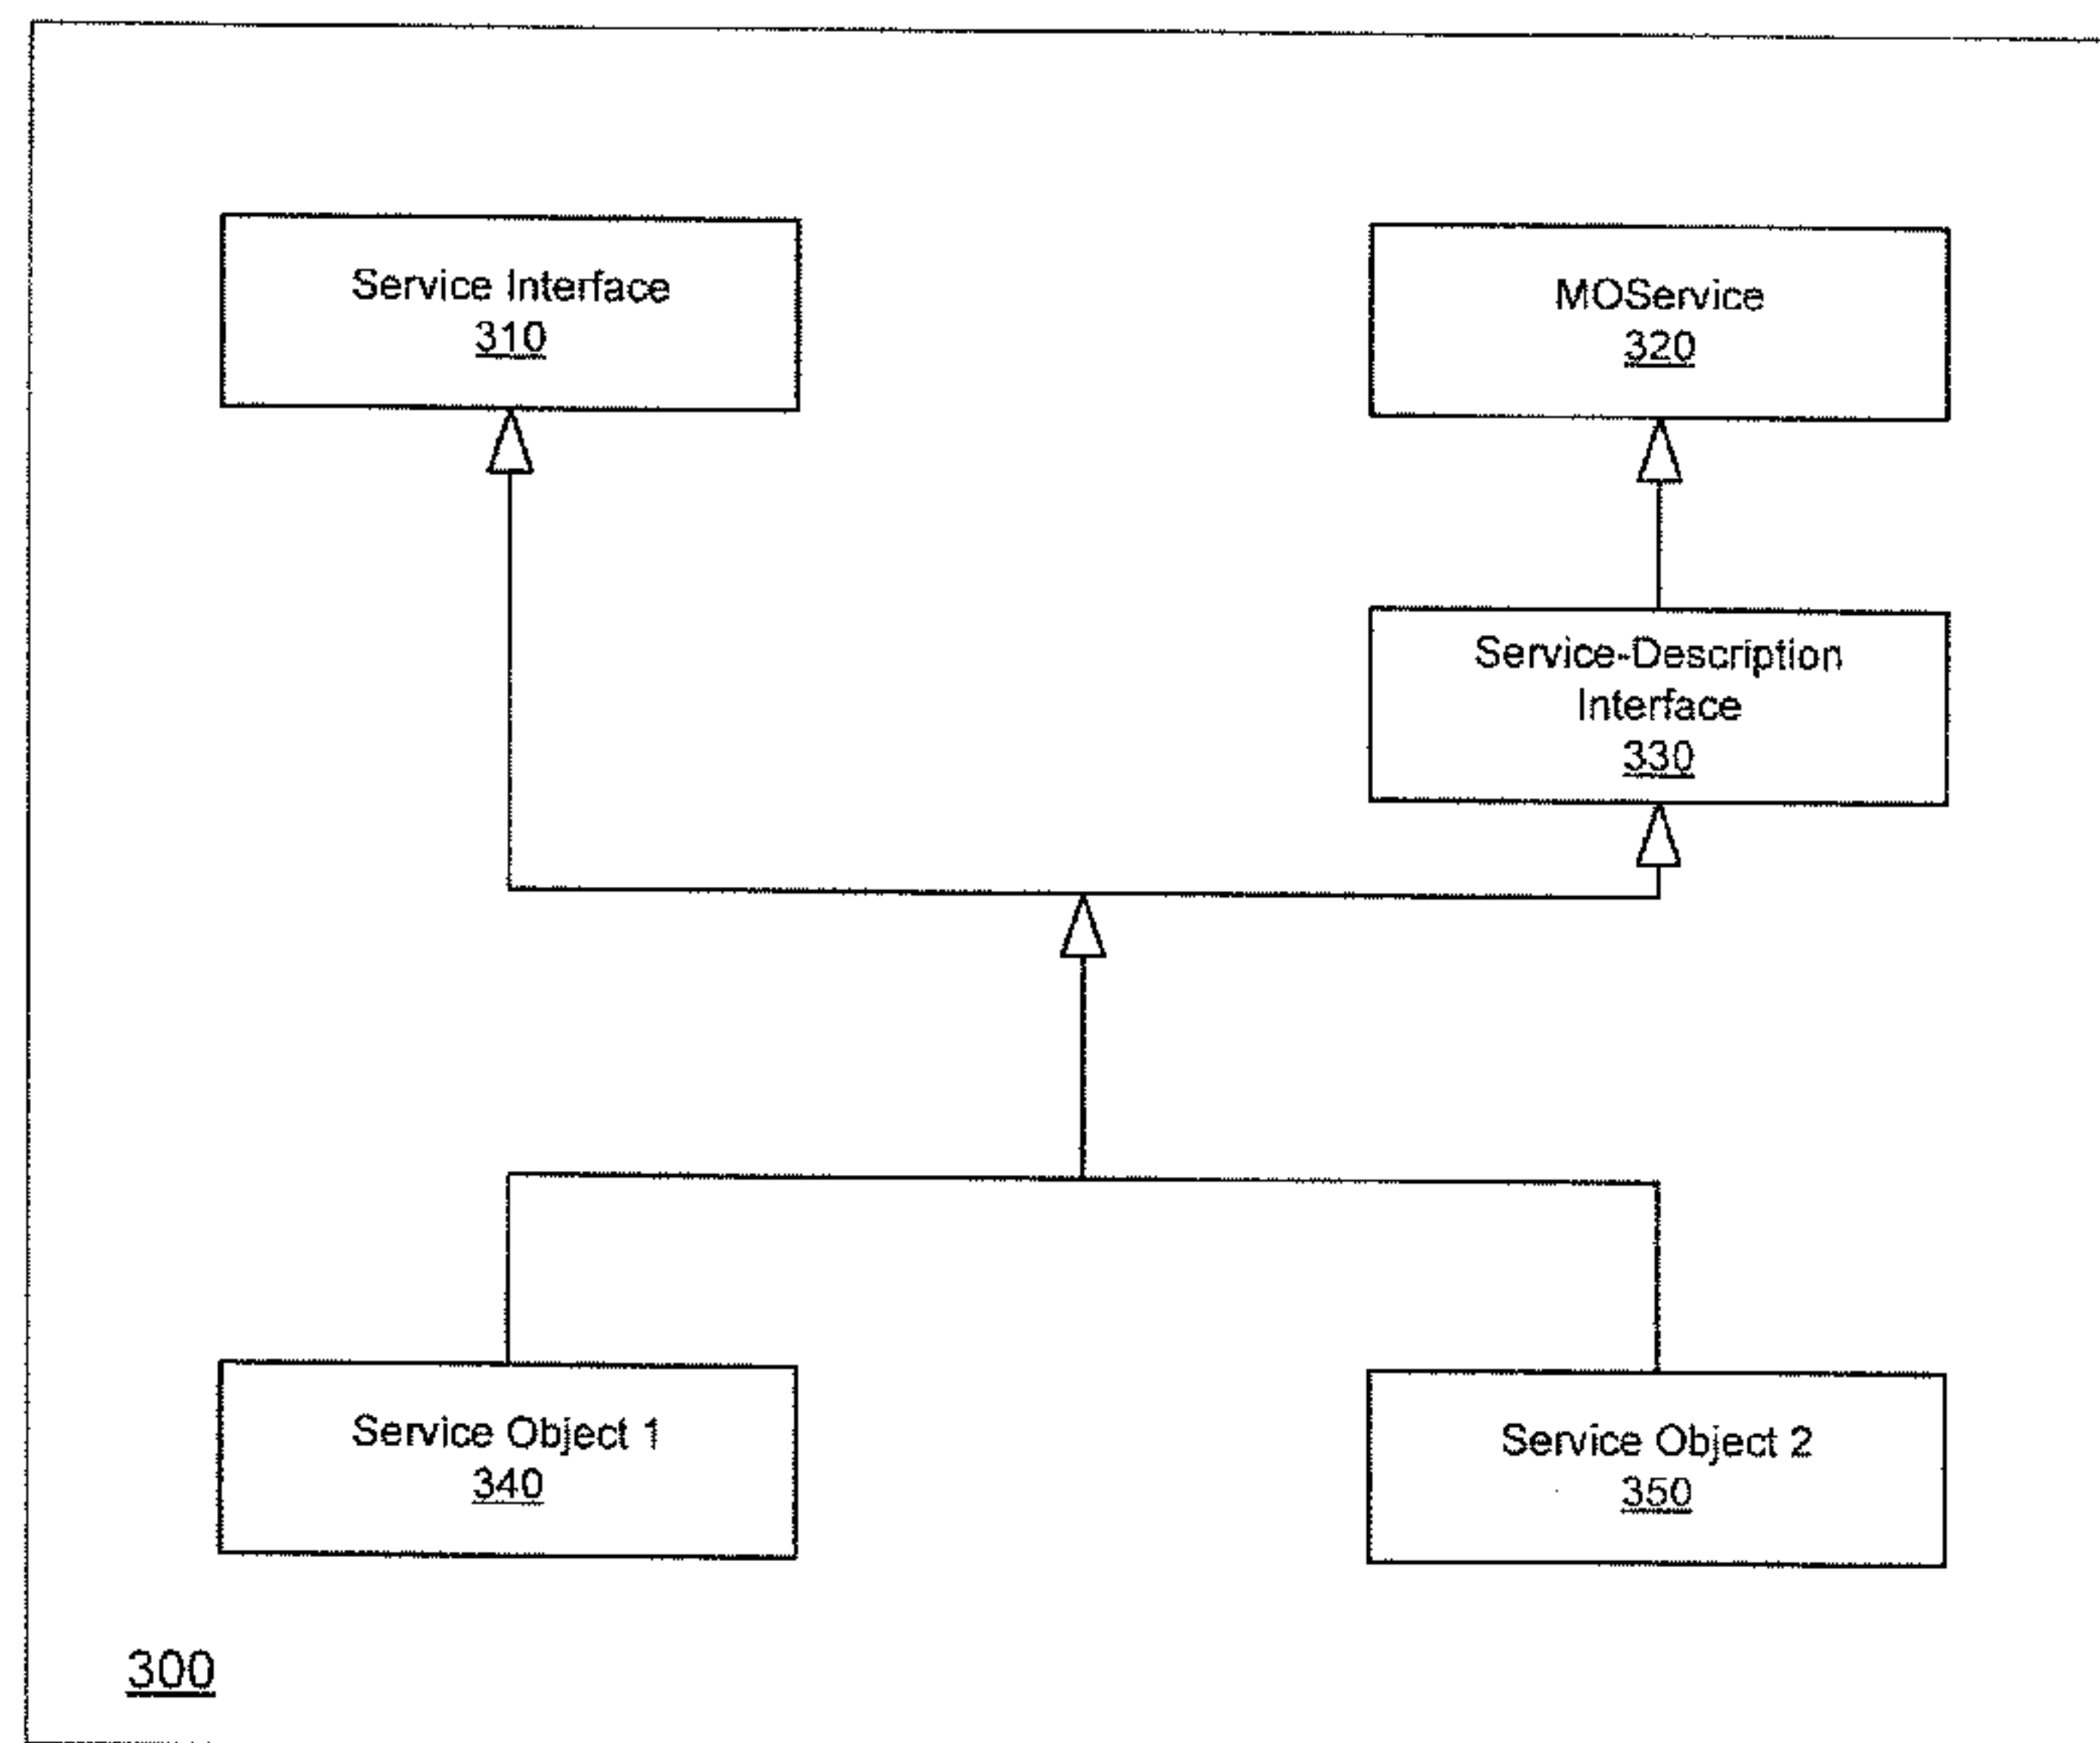 Service Interface
310
MOService
320
Service-Description
Interface
330
Service Object 1
340
Service Object 2
350
300